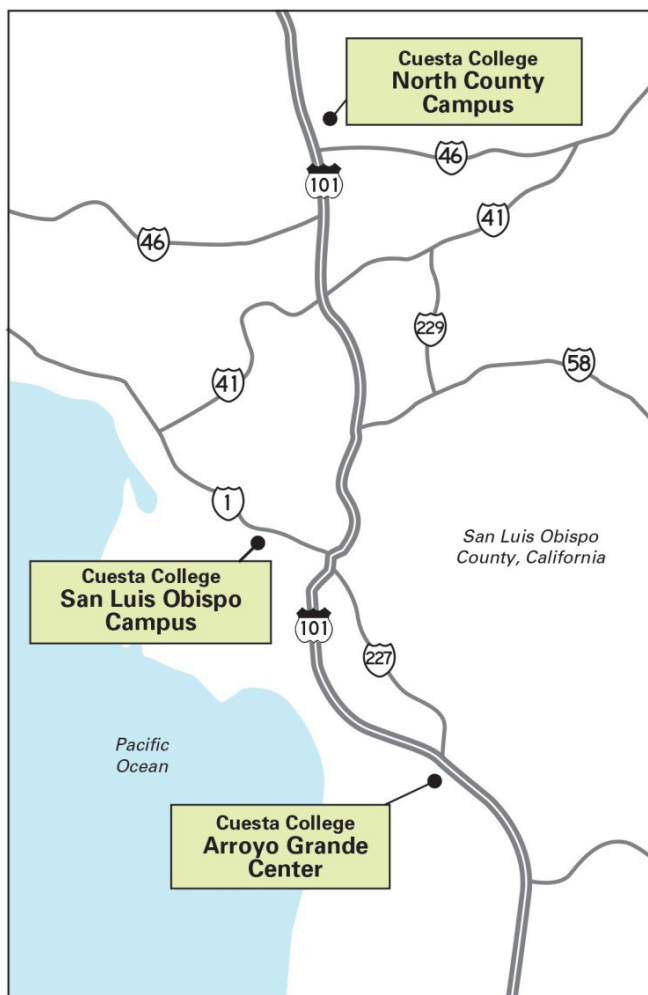 Cuesta College
North County
Campus
46
101
41
46
229
58
41
1
San Luis Obispo
County, California
Cuesta College
San Luis Obispo
Campus
101
227
Pacific
Ocean
Cuesta College
Arroyo Grande
Center